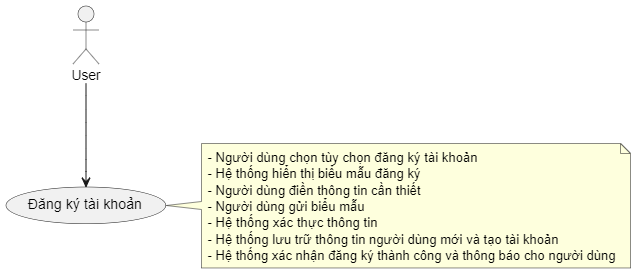 User
Đăng ký tài khoản
- Người dùng chọn tùy chọn đăng ký tài khoản
- Hệ thống hiển thị biểu mẫu đăng ký
- Người dùng điền thông tin cần thiết
- Người dùng gửi biểu mẫu
- Hệ thống xác thực thông tin
- Hệ thống lưu trữ thông tin người dùng mới và tạo tài khoản
- Hệ thống xác nhận đăng ký thành công và thông báo cho người dùng